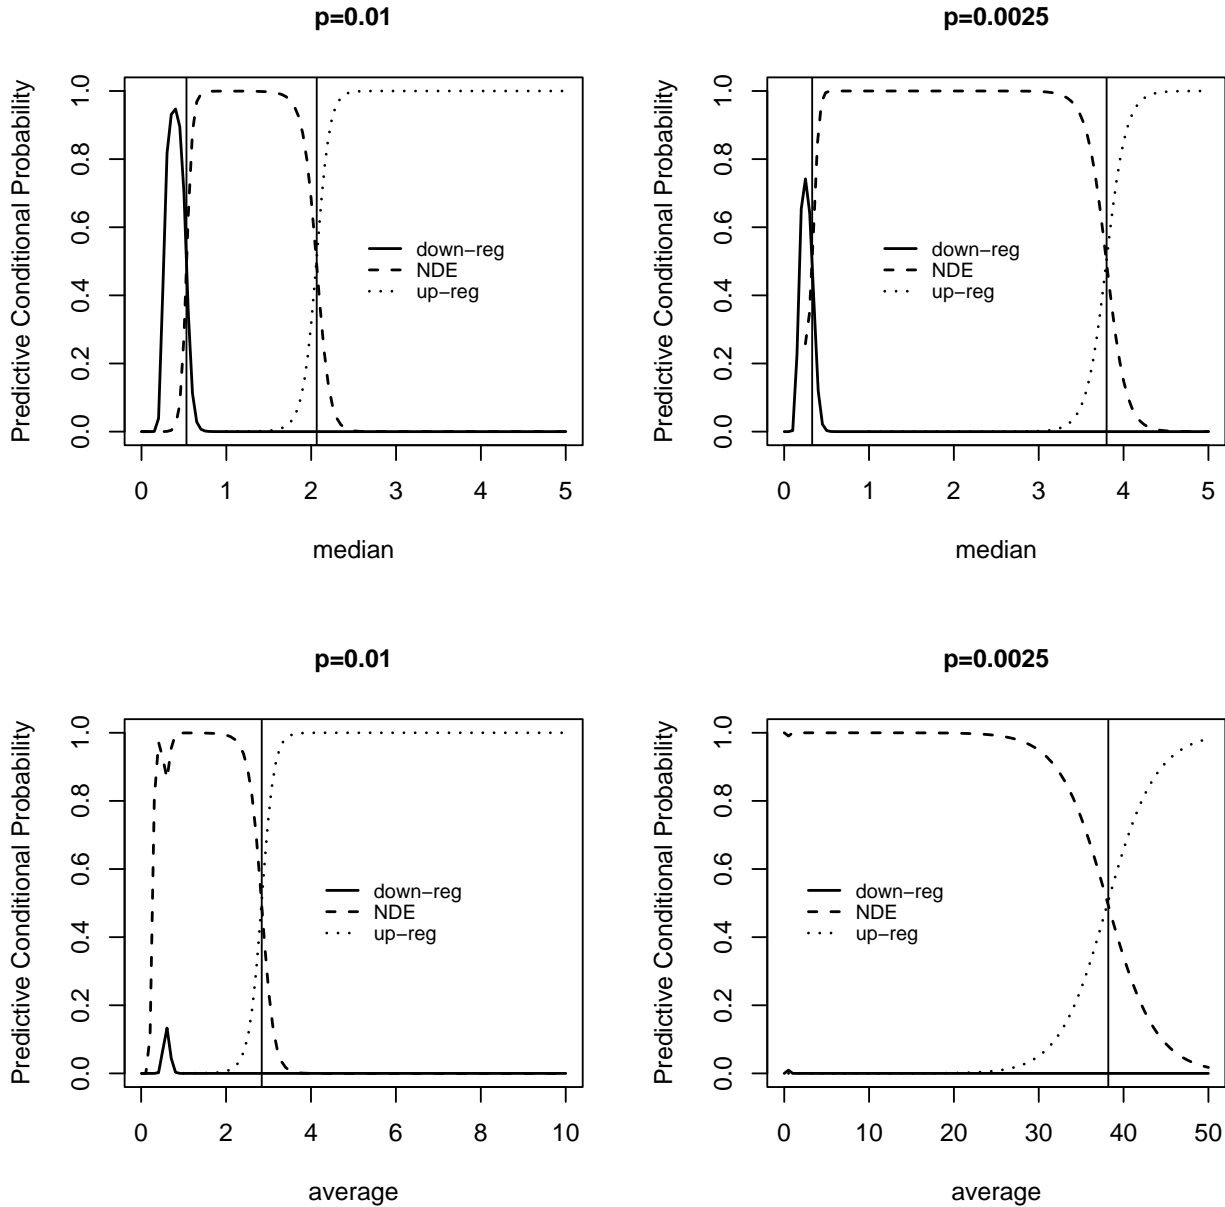 p=0.01
Predictive Conditional Probability
1.0
0.8
0.6
0.4
0.2
0.0
down−reg
NDE
up−reg
0 1 2 3 4 5
median
p=0.0025
Predictive Conditional Probability
1.0
0.8
0.6
0.4
0.2
0.0
down−reg
NDE
up−reg
0 1 2 3 4 5
median
p=0.01
Predictive Conditional Probability
1.0
0.8
0.6
0.4
0.2
0.0
down−reg
NDE
up−reg
0 2 4 6 8 10
average
p=0.0025
Predictive Conditional Probability
1.0
0.8
0.6
0.4
0.2
0.0
down−reg
NDE
up−reg
0 10 20 30 40 50
average